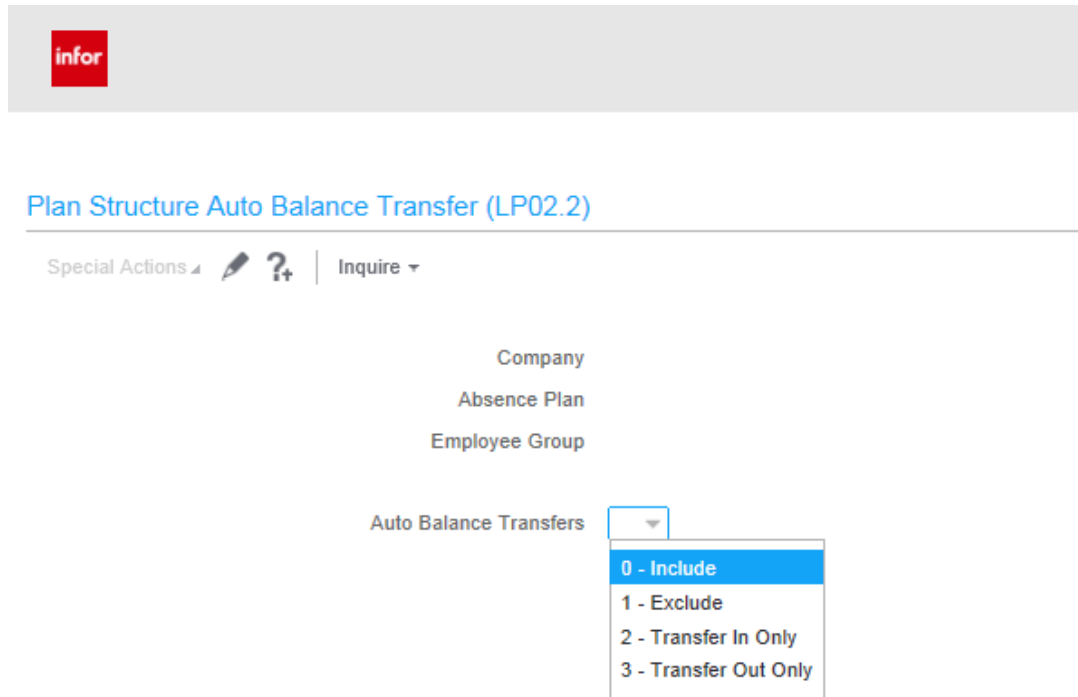 infor
Plan Structure Auto Balance Transfer (LP02.2)
Special Actions Inquire
Company
Absence Plan
Employee Group
Auto Balance Transfers
0 - Include
1 - Exclude
2 - Transfer In Only
3 - Transfer Out Only